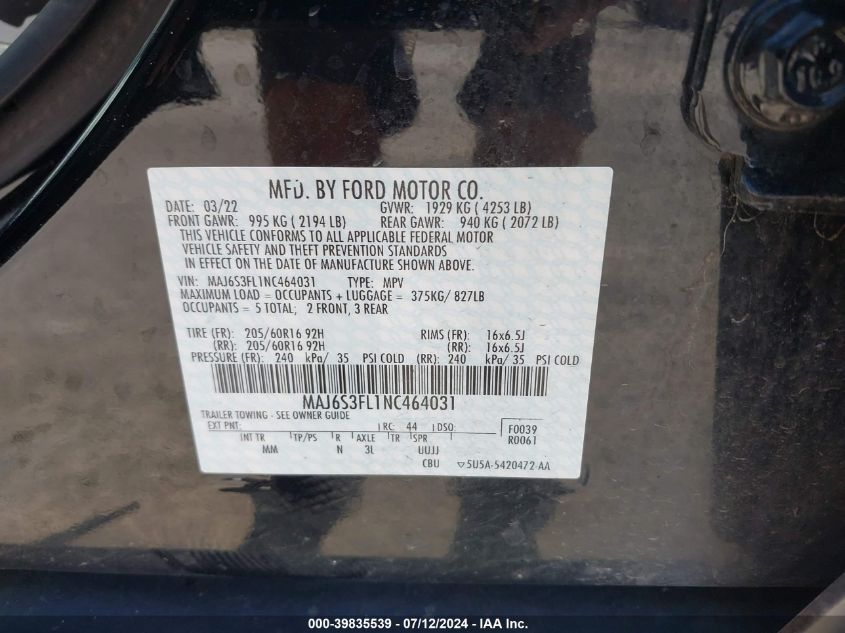 MFD. BY FORD MOTOR CO.
DATE: 03/22 GVWR: 1929 KG ( 4253 LB)
FRONT GAWR: 995 KG ( 2194 LB) REAR GAWR: 940 KG ( 2072 LB)
THIS VEHICLE CONFORMS TO ALL APPLICABLE FEDERAL MOTOR
VEHICLE SAFETY AND THEFT PREVENTION STANDARDS
IN EFFECT ON THE DATE OF MANUFACTURE SHOWN ABOVE.
VIN: MAJ6S3FL1NC464031 TYPE: MPV
MAXIMUM LOAD = OCCUPANTS + LUGGAGE = 375KG/ 827LB
OCCUPANTS = 5 TOTAL; 2 FRONT, 3 REAR
TIRE (FR): 205/60R16 92H RIMS (FR): 16x6.5J
(RR): 205/60R16 92H (RR): 16x6.5J
PRESSURE (FR): 240 kPa/ 35 PSI COLD (RR): 240 kPa/ 35 PSI COLD
MAJ6S3FL1NC464031
TRAILER TOWING - SEE OWNER GUIDE
EXT PNT: RC: 44 DSO: F0039
R0061
INT TR TP/PS R AXLE TR SPR
MM N 3L UUJJ
CBU 5U5A-5420472-AA
000-39835539 - 07/12/2024 - IAA Inc.